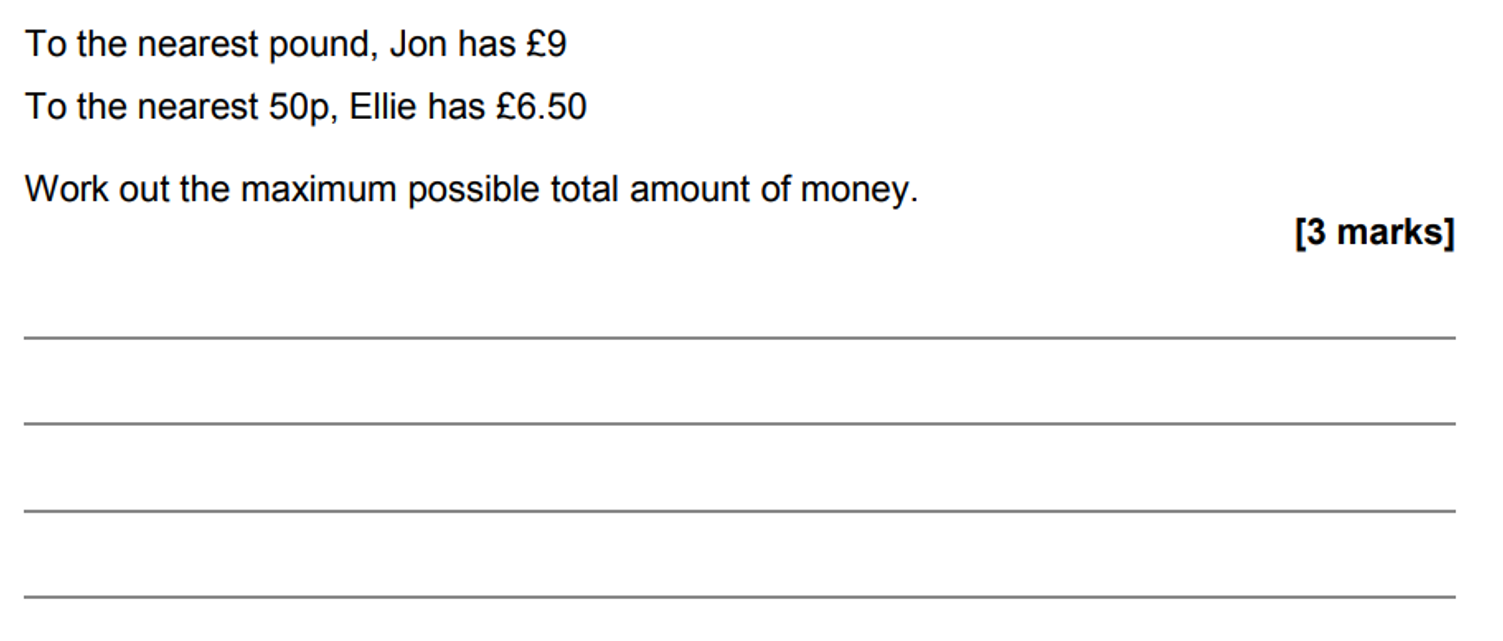 To the nearest pound, Jon has £9
To the nearest 50p, Ellie has £6.50
Work out the maximum possible total amount of money.
[3 marks]